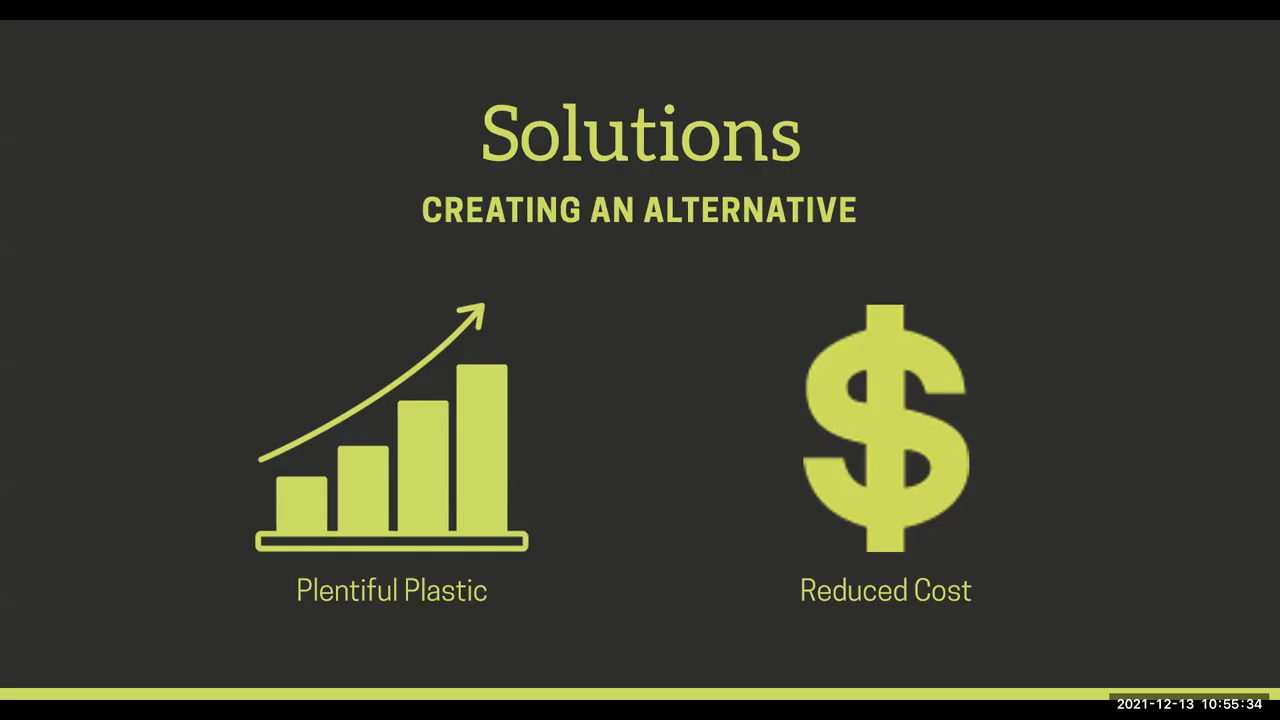 Solutions
CREATING AN ALTERNATIVE
$
Plentiful Plastic
Reduced Cost
2021-12-13 10:55:34